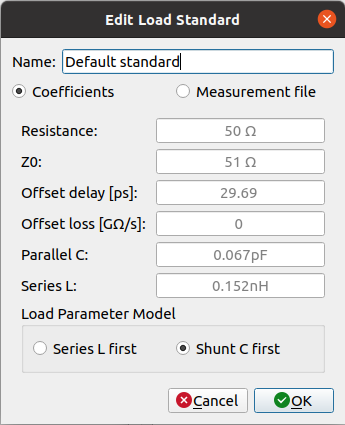 Edit Load Standard
Name: Default standard
Coefficients Measurement file
Resistance: 50 Ω
Z0: 51 Ω
Offset delay [ps]: 29.69
Offset loss [GΩ/s]: 0
Parallel C: 0.067pF
Series L: 0.152nH
Load Parameter Model
Series L first Shunt C first
Cancel OK